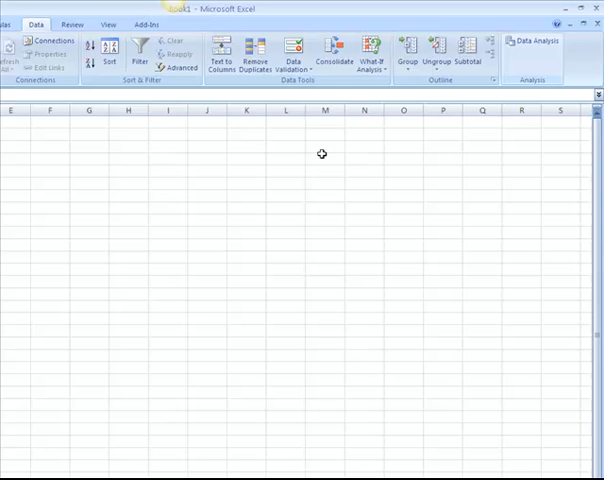 Book1 - Microsoft Excel
ulas Data Review View Add-Ins
Refresh All Connections Properties Edit Links
Connections
Sort Filter Clear Reapply Advanced
Sort & Filter
Text to Columns Remove Duplicates Data Validation Consolidate What-If Analysis
Data Tools
Group Ungroup Subtotal
Outline
Data Analysis
Analysis
E F G H I J K L M N O P Q R S